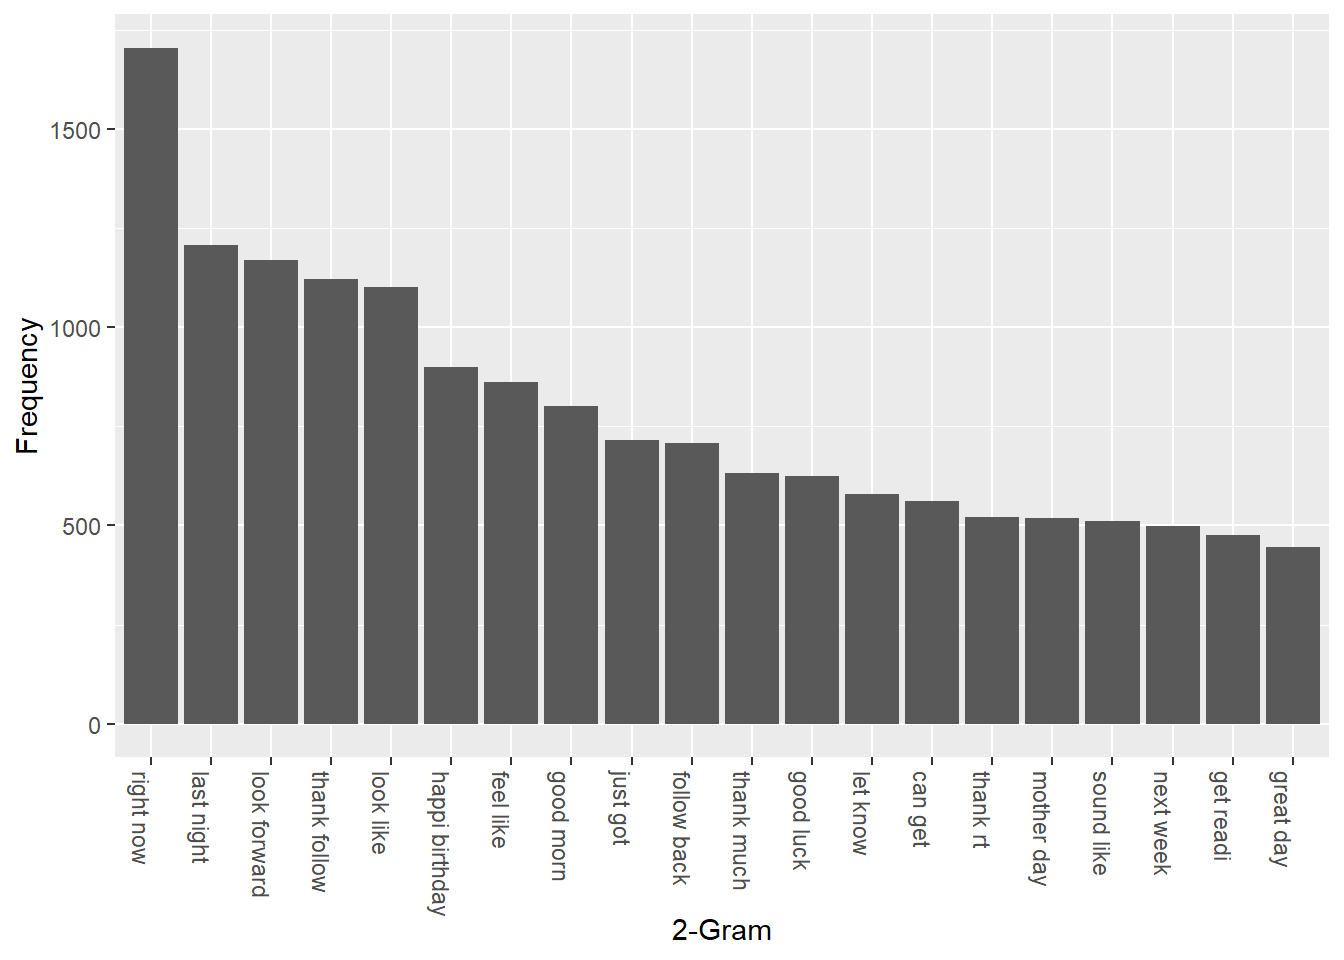 Frequency
1500
1000
500
0
right now
last night
look forward
thank follow
look like
happi birthday
feel like
good morn
just got
follow back
thank much
good luck
let know
can get
thank rt
mother day
sound like
next week
get readi
great day
2-Gram